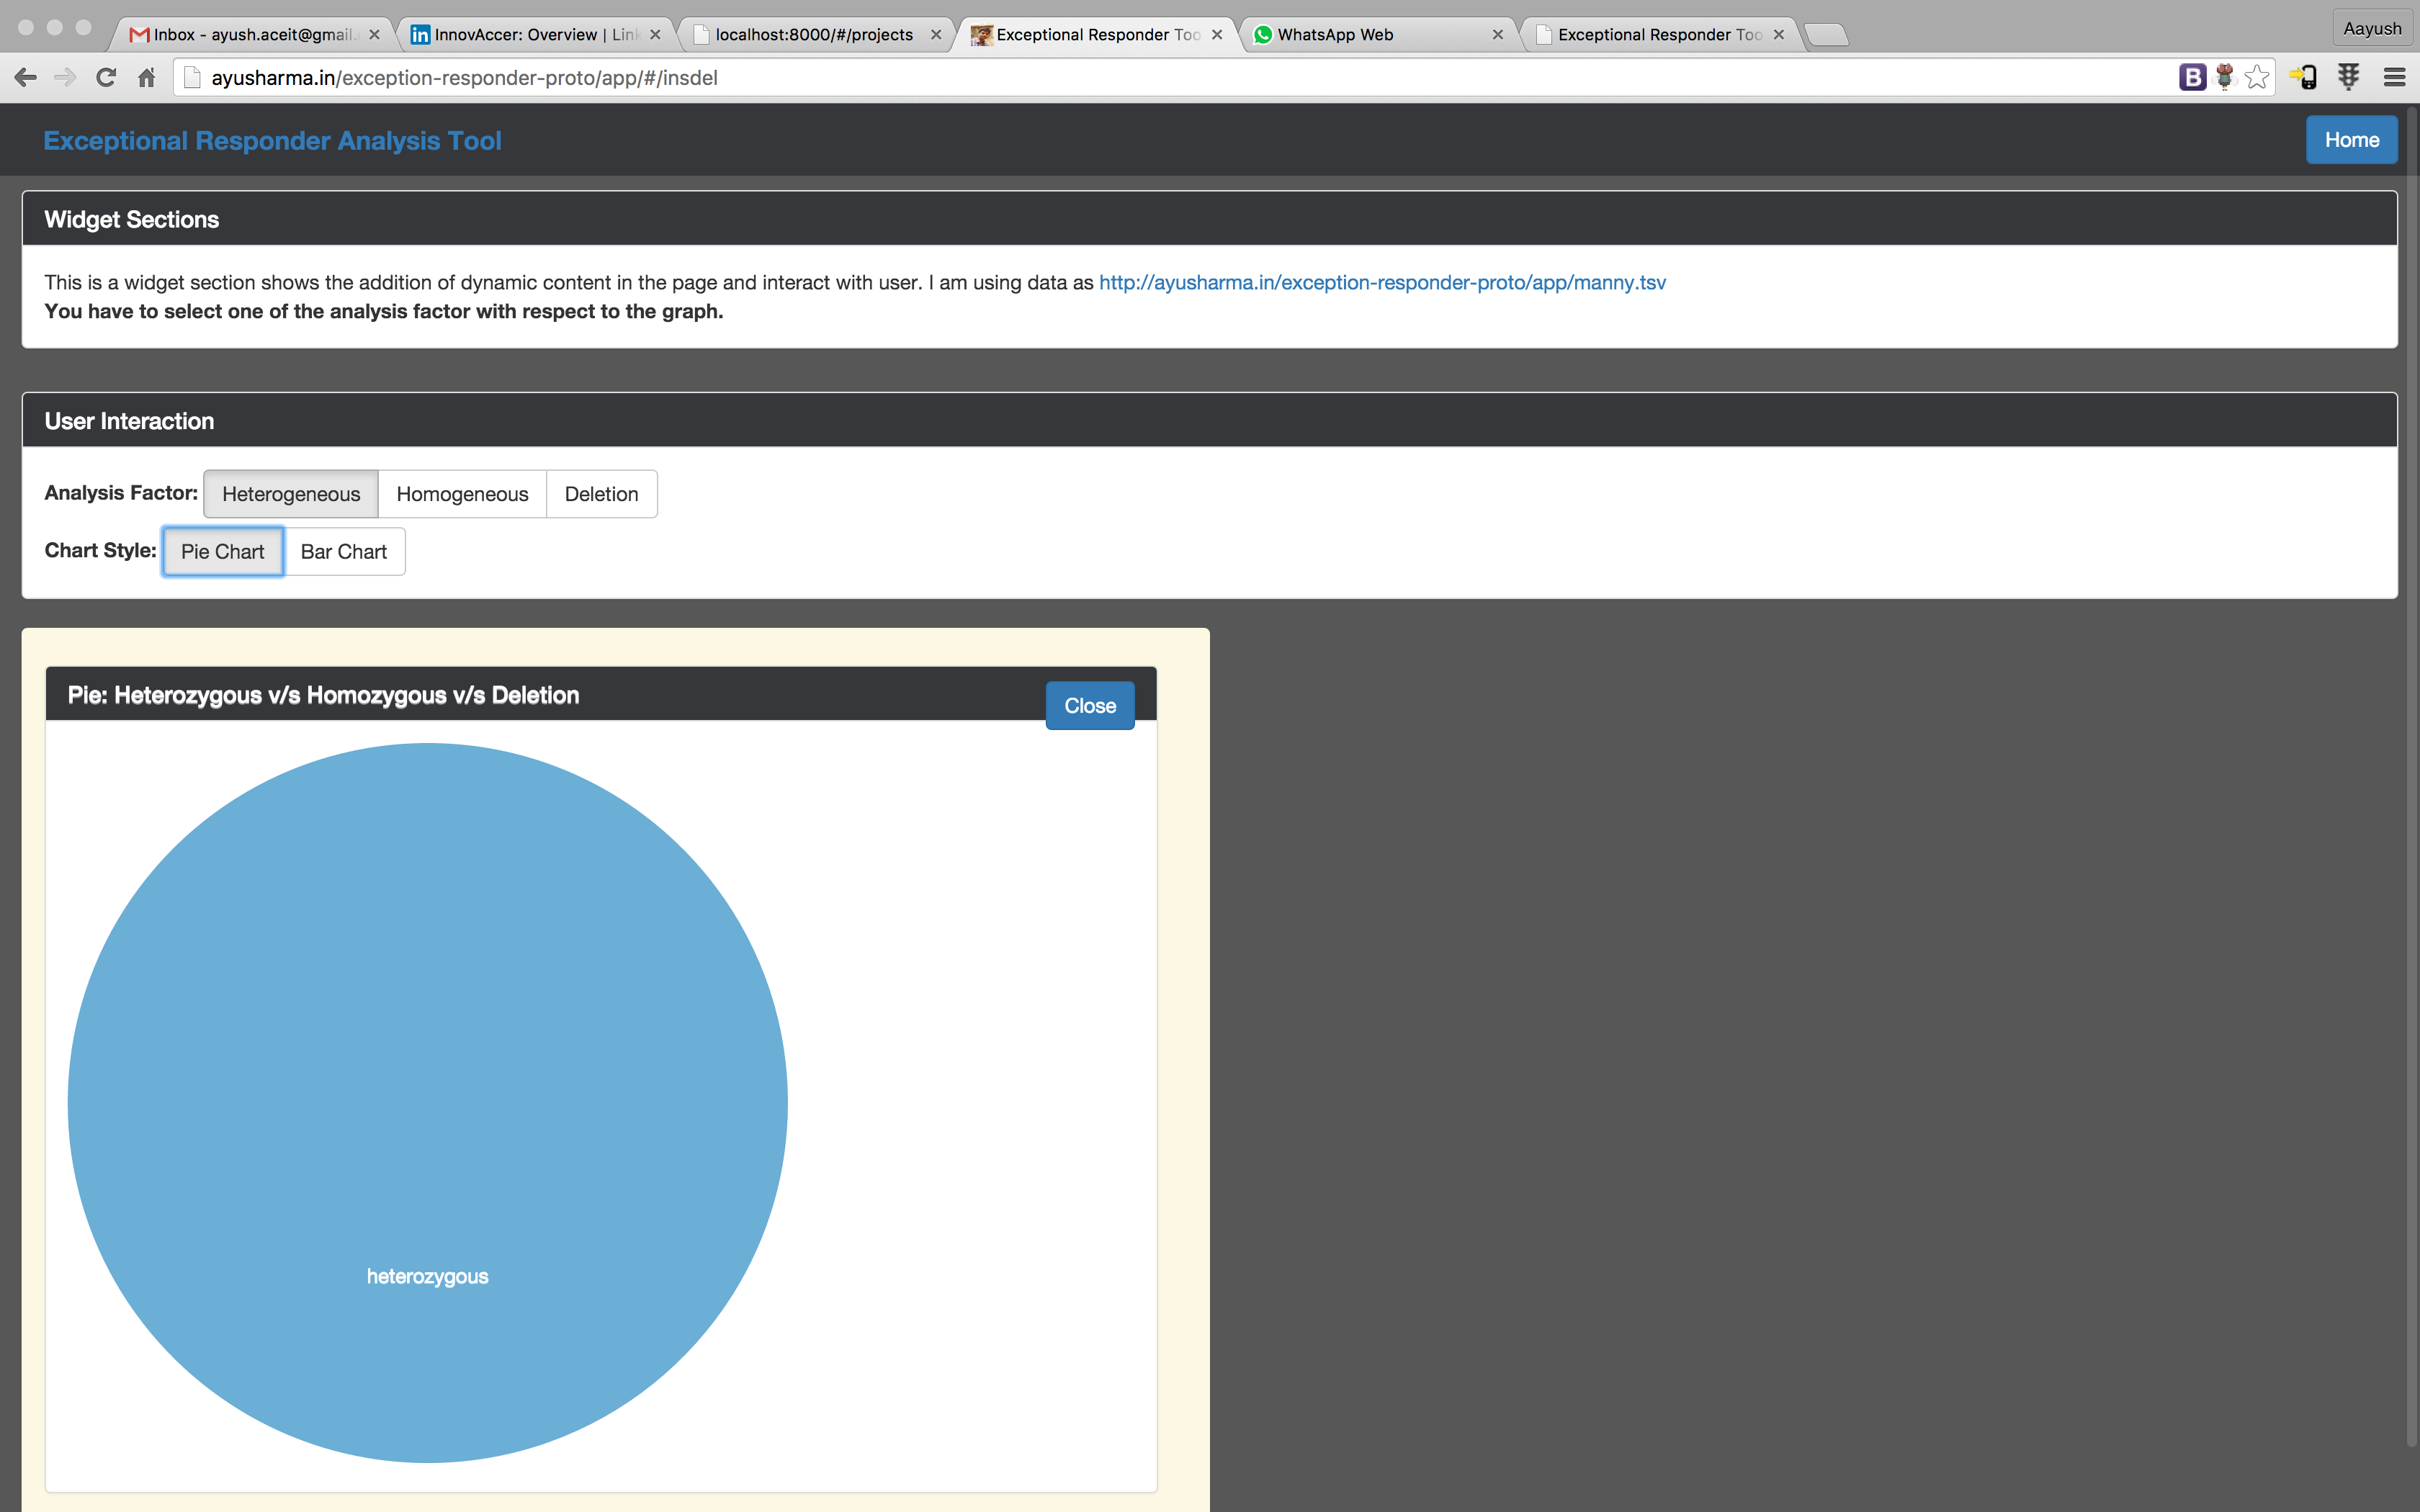 Inbox - ayush.aceit@gmail.
InnovAccer: Overview | Link
localhost:8000/#/projects
Exceptional Responder Too
WhatsApp Web
Exceptional Responder Too
Aayush
ayusharma.in/exception-responder-proto/app/#/insdel
B
Exceptional Responder Analysis Tool
Home
Widget Sections
This is a widget section shows the addition of dynamic content in the page and interact with user. I am using data as http://ayusharma.in/exception-responder-proto/app/manny.tsv
You have to select one of the analysis factor with respect to the graph.
User Interaction
Analysis Factor: Heterogeneous Homogeneous Deletion
Chart Style: Pie Chart Bar Chart
Pie: Heterozygous v/s Homozygous v/s Deletion
Close
heterozygous